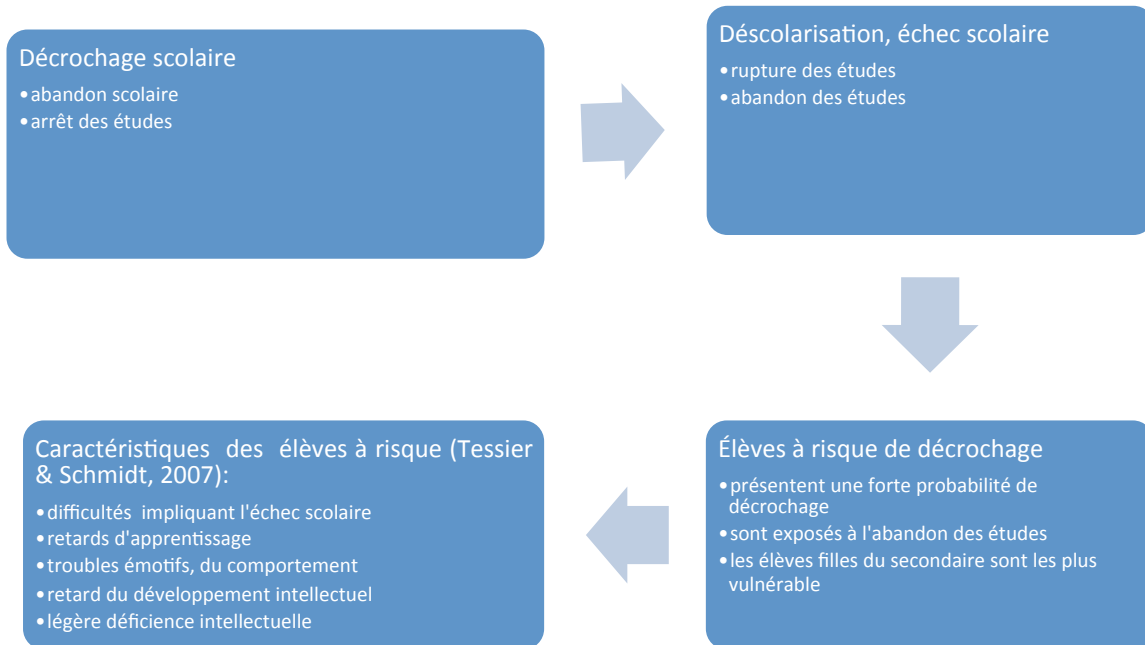 Décrochage scolaire
•abandon scolaire
•arrêt des études
Déscolarisation, échec scolaire
•rupture des études
•abandon des études
Élèves à risque de décrochage
•présentent une forte probabilité de
décrochage
•sont exposés à l'abandon des études
•les élèves filles du secondaire sont les plus
vulnérable
Caractéristiques des élèves à risque (Tessier
& Schmidt, 2007):
•difficultés impliquant l'échec scolaire
•retards d'apprentissage
•troubles émotifs, du comportement
•retard du développement intellectuel
•légère déficience intellectuelle